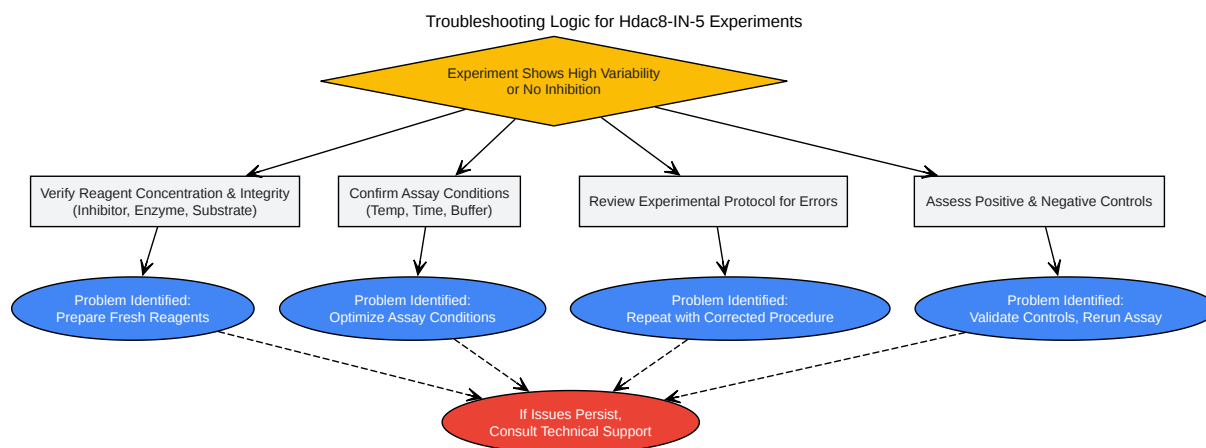 Troubleshooting Logic for Hdac8-IN-5 Experiments
Experiment Shows High Variability
or No Inhibition
Verify Reagent Concentration & Integrity
(Inhibitor, Enzyme, Substrate)
Confirm Assay Conditions
(Temp, Time, Buffer)
Review Experimental Protocol for Errors
Assess Positive & Negative Controls
Problem Identified:
Prepare Fresh Reagents
Problem Identified:
Optimize Assay Conditions
Problem Identified:
Repeat with Corrected Procedure
Problem Identified:
Validate Controls, Rerun Assay
If Issues Persist,
Consult Technical Support